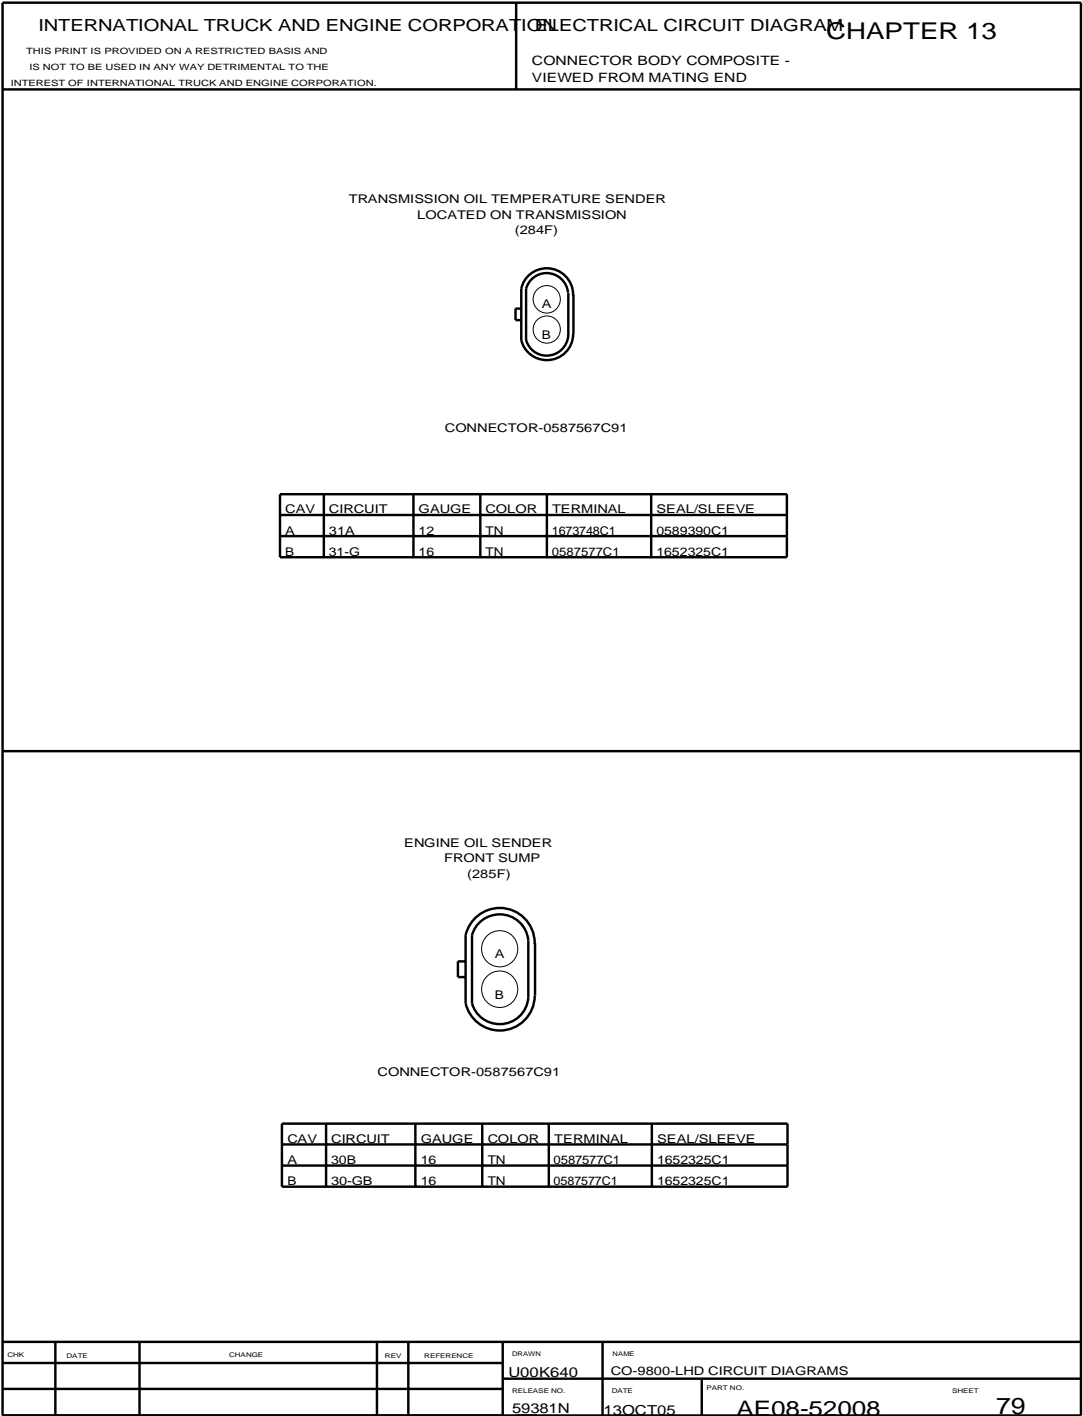 INTERNATIONAL TRUCK AND ENGINE CORPORATION
THIS PRINT IS PROVIDED ON A RESTRICTED BASIS AND
IS NOT TO BE USED IN ANY WAY DETRIMENTAL TO THE
INTEREST OF INTERNATIONAL TRUCK AND ENGINE CORPORATION.
ELECTRICAL CIRCUIT DIAGRAM
CHAPTER 13
CONNECTOR BODY COMPOSITE -
VIEWED FROM MATING END
TRANSMISSION OIL TEMPERATURE SENDER
LOCATED ON TRANSMISSION
(284F)
A
B
CONNECTOR-0587567C91
CAV CIRCUIT GAUGE COLOR TERMINAL SEAL/SLEEVE
A 31A 12 TN 1673748C1 0589390C1
B 31-G 16 TN 0587577C1 1652325C1
ENGINE OIL SENDER
FRONT SUMP
(285F)
A
B
CONNECTOR-0587567C91
CAV CIRCUIT GAUGE COLOR TERMINAL SEAL/SLEEVE
A 30B 16 TN 0587577C1 1652325C1
B 30-GB 16 TN 0587577C1 1652325C1
CHK DATE CHANGE REV REFERENCE
DRAWN
U00K640
NAME
CO-9800-LHD CIRCUIT DIAGRAMS
RELEASE NO.
59381N
DATE
13OCT05
PART NO.
AE08-52008
SHEET
79